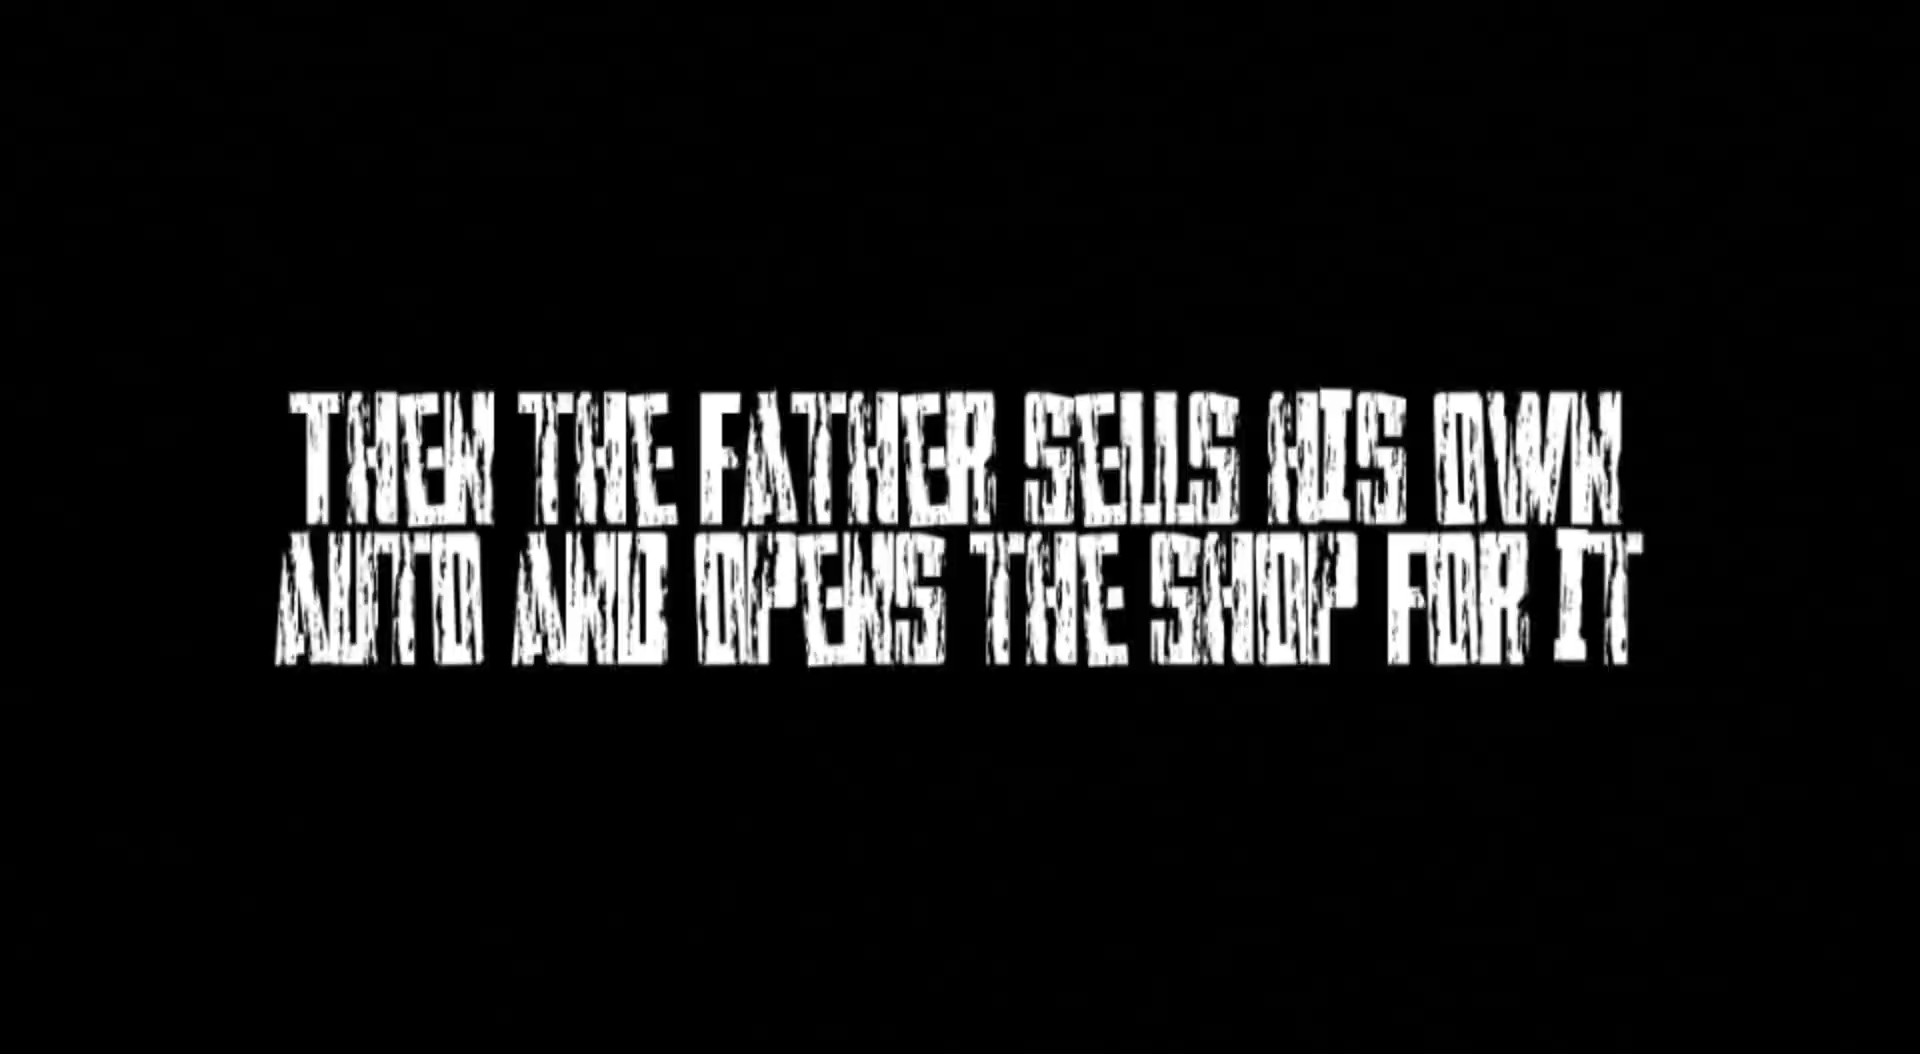 THEN THE FATHER SELLS HIS OWN
AUTO AND OPENS THE SHOP FOR IT